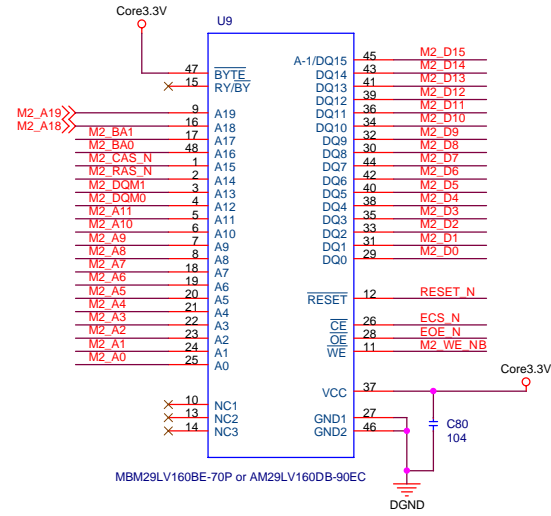 Core3.3V
U9
47 BYTE A-1/DQ15 45 M2_D15
15 RY/BY DQ14 43 M2_D14
DQ13 41 M2_D13
M2_A19 9 A19 DQ12 39 M2_D12
M2_A18 16 A18 DQ11 36 M2_D11
M2_BA1 17 A17 DQ10 34 M2_D10
M2_BA0 48 A16 DQ9 32 M2_D9
M2_CAS_N 1 A15 DQ8 30 M2_D8
M2_RAS_N 2 A14 DQ7 44 M2_D7
M2_DQM1 3 A13 DQ6 42 M2_D6
M2_DQM0 4 A12 DQ5 40 M2_D5
M2_A11 5 A11 DQ4 38 M2_D4
M2_A10 6 A10 DQ3 35 M2_D3
M2_A9 7 A9 DQ2 33 M2_D2
M2_A8 8 A8 DQ1 31 M2_D1
M2_A7 18 A7 DQ0 29 M2_D0
M2_A6 19 A6
M2_A5 20 A5 RESET 12 RESET_N
M2_A4 21 A4
M2_A3 22 A3 CE 26 ECS_N
M2_A2 23 A2 OE 28 EOE_N
M2_A1 24 A1 WE 11 M2_WE_NB
M2_A0 25 A0
Core3.3V
VCC 37
10 NC1 GND1 27
13 NC2 GND2 46
14 NC3
C80
104
MBM29LV160BE-70P or AM29LV160DB-90EC
DGND